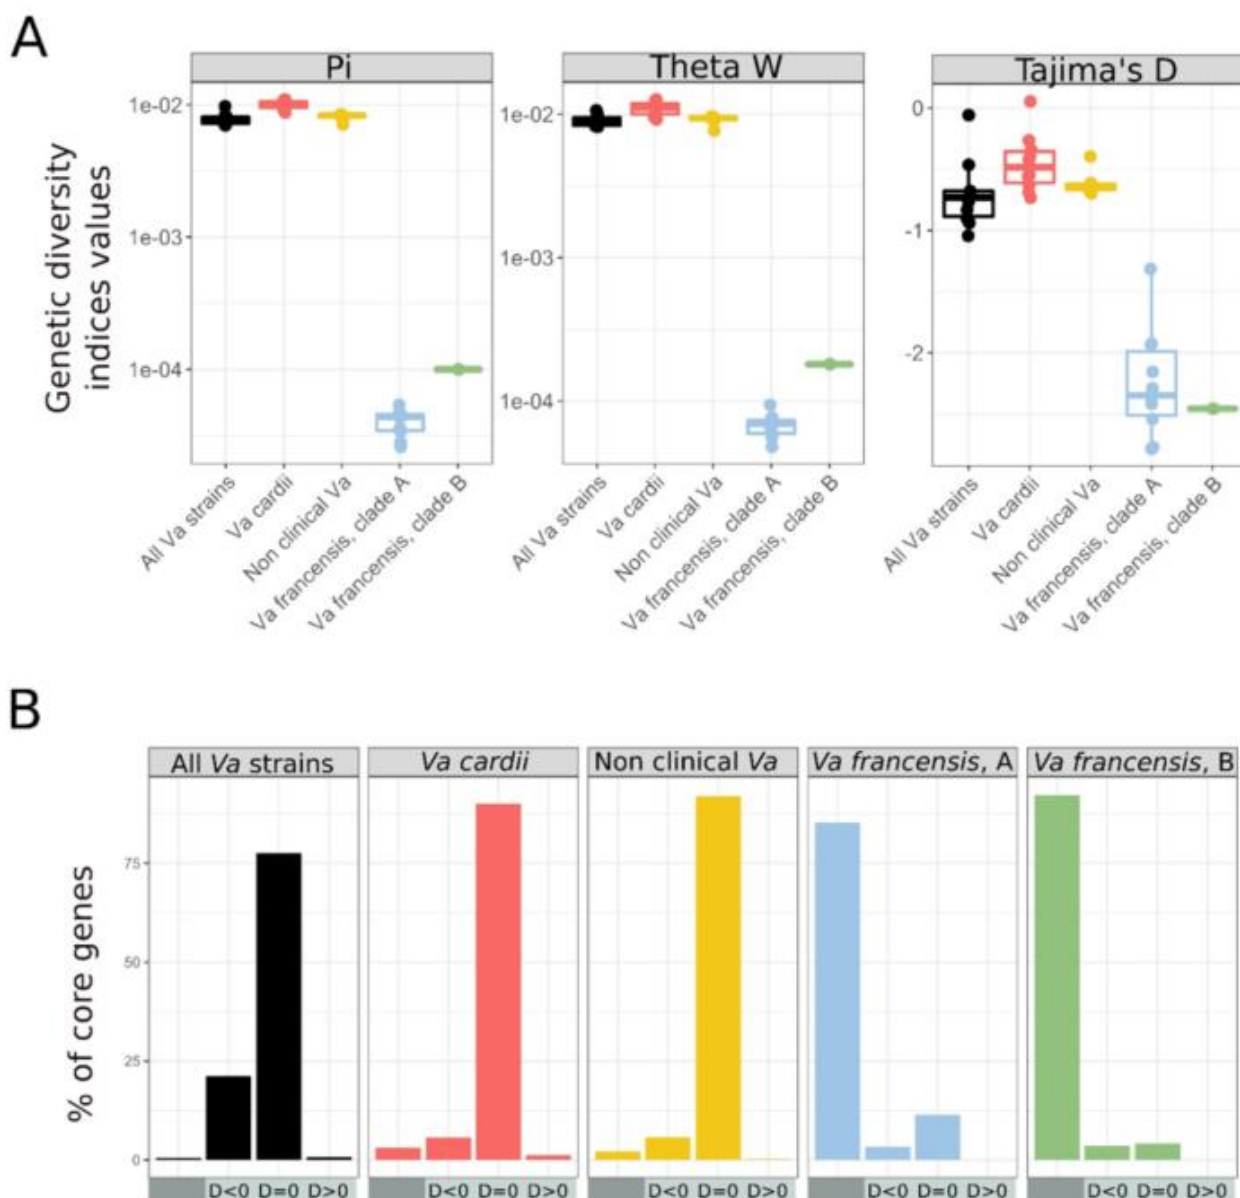 A
Pi
Theta W
Tajima's D
Genetic diversity
indices values
1e-02
1e-03
1e-04
1e-02
1e-03
1e-04
0
-1
-2
All Va strains
Va cardii
Non clinical Va
Va francensis, clade A
Va francensis, clade B
All Va strains
Va cardii
Non clinical Va
Va francensis, clade A
Va francensis, clade B
All Va strains
Va cardii
Non clinical Va
Va francensis, clade A
Va francensis, clade B
B
All Va strains
Va cardii
Non clinical Va
Va francensis, A
Va francensis, B
% of core genes
75
50
25
0
D<0 D=0 D>0
D<0 D=0 D>0
D<0 D=0 D>0
D<0 D=0 D>0
D<0 D=0 D>0